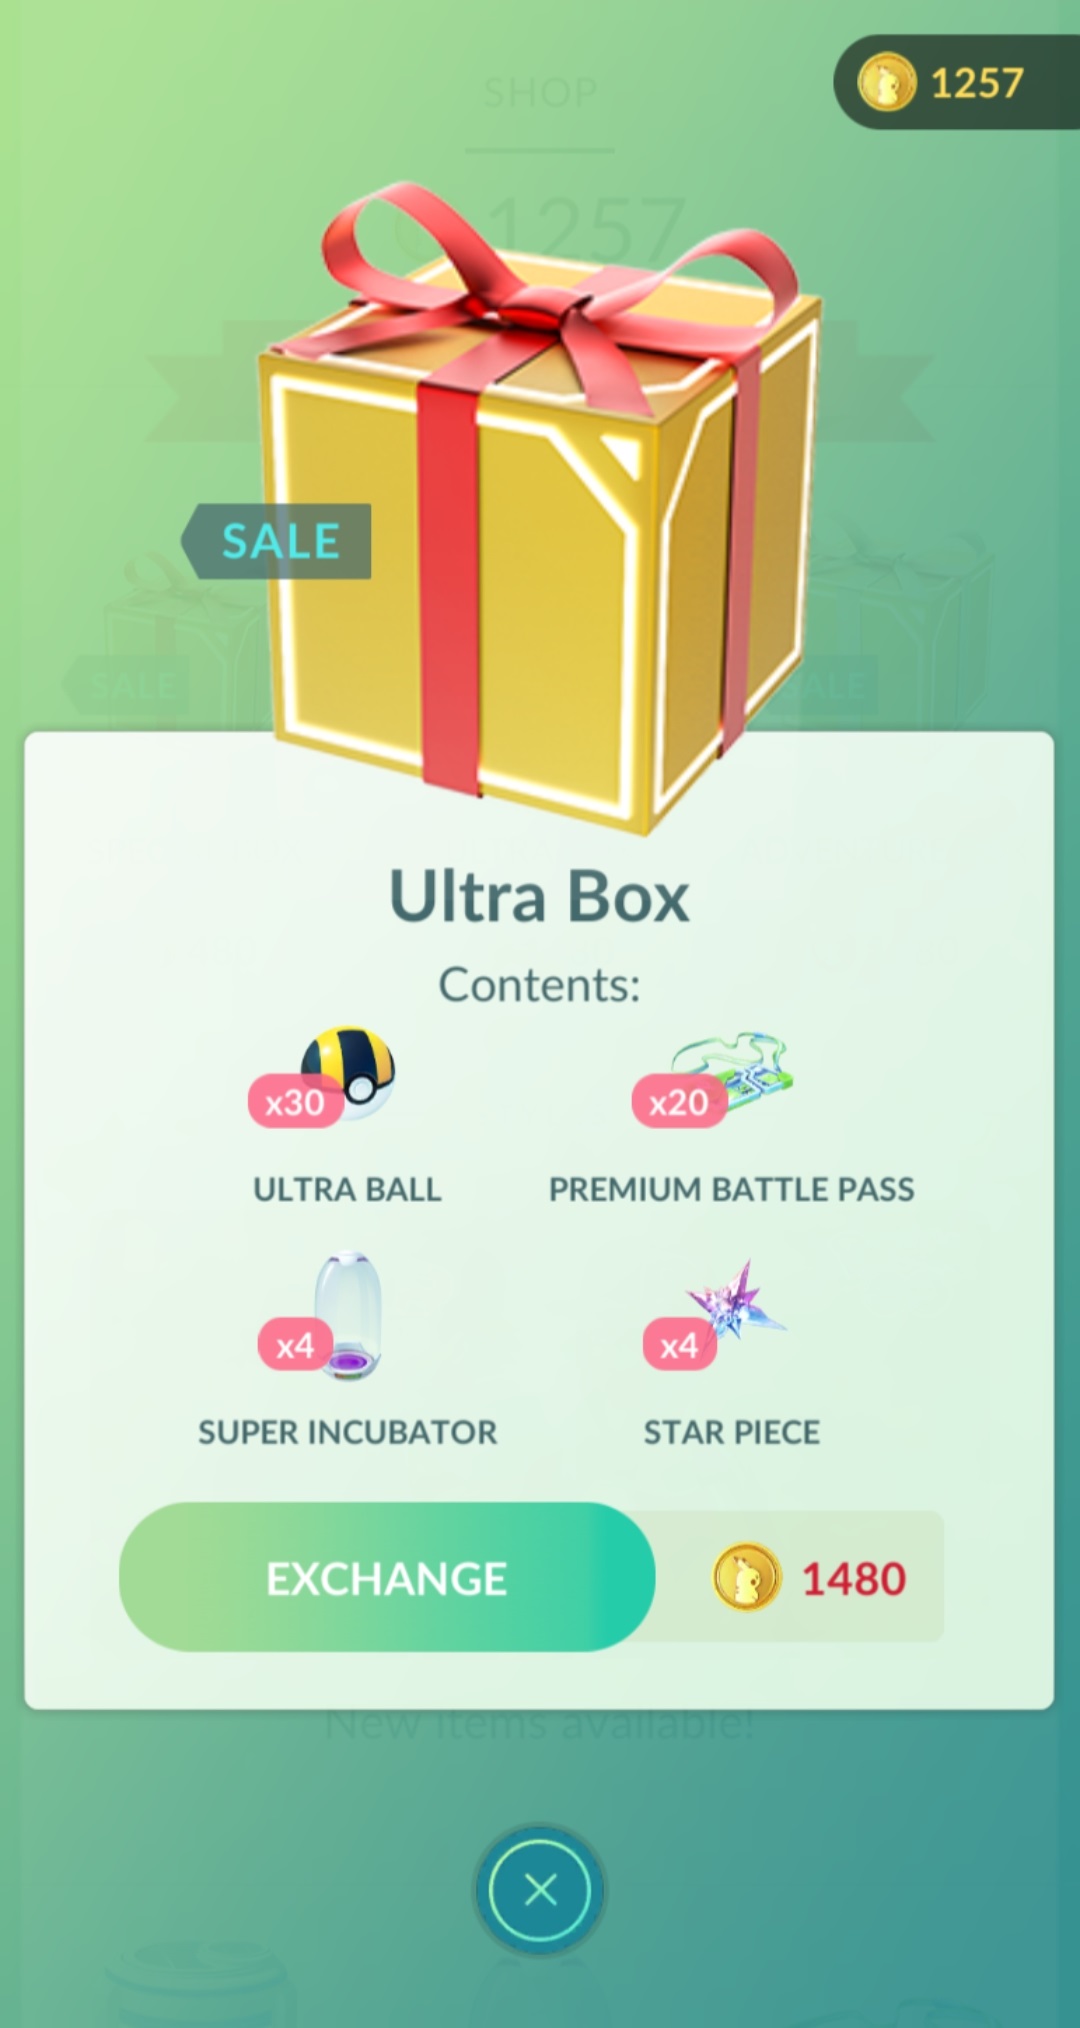 1257
SHOP
1257
SALE
SALE
SALE
Ultra Box
Contents:
x30
x20
ULTRA BALL
PREMIUM BATTLE PASS
x4
x4
SUPER INCUBATOR
STAR PIECE
EXCHANGE
1480
New items available!